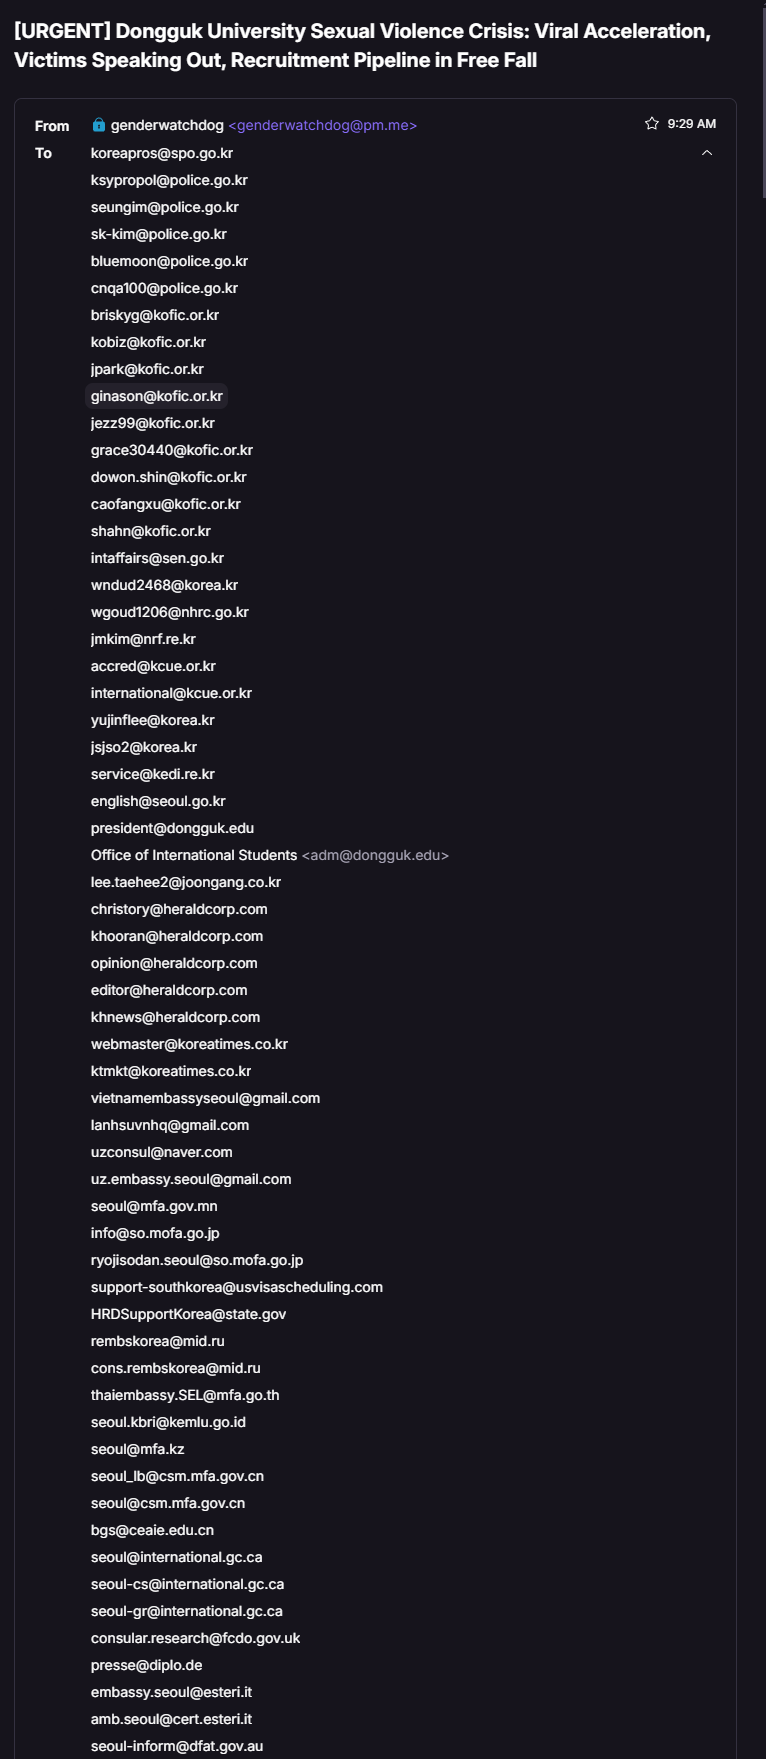 [URGENT] Dongguk University Sexual Violence Crisis: Viral Acceleration,
Victims Speaking Out, Recruitment Pipeline in Free Fall
From genderwatchdog <genderwatchdog@pm.me> 9:29 AM
To koreapros@spo.go.kr
ksypropol@police.go.kr
seungim@police.go.kr
sk-kim@police.go.kr
bluemoon@police.go.kr
cnqa100@police.go.kr
briskyg@kofic.or.kr
kobiz@kofic.or.kr
jpark@kofic.or.kr
ginason@kofic.or.kr
jezz99@kofic.or.kr
grace30440@kofic.or.kr
dowon.shin@kofic.or.kr
caofangxu@kofic.or.kr
shahn@kofic.or.kr
intaffairs@sen.go.kr
wndud2468@korea.kr
wgoud1206@nhrc.go.kr
jmkim@nrf.re.kr
accred@kcue.or.kr
international@kcue.or.kr
yujinflee@korea.kr
jsjso2@korea.kr
service@kedi.re.kr
english@seoul.go.kr
president@dongguk.edu
Office of International Students <adm@dongguk.edu>
lee.taehee2@joongang.co.kr
christory@heraldcorp.com
khooran@heraldcorp.com
opinion@heraldcorp.com
editor@heraldcorp.com
khnews@heraldcorp.com
webmaster@koreatimes.co.kr
ktmkt@koreatimes.co.kr
vietnamembassyseoul@gmail.com
lanhsuvnhq@gmail.com
uzconsul@naver.com
uz.embassy.seoul@gmail.com
seoul@mfa.gov.mn
info@so.mofa.go.jp
ryojisodan.seoul@so.mofa.go.jp
support-southkorea@usvisascheduling.com
HRDSupportKorea@state.gov
rembskorea@mid.ru
cons.rembskorea@mid.ru
thaiembassy.SEL@mfa.go.th
seoul.kbri@kemlu.go.id
seoul@mfa.kz
seoul_lb@csm.mfa.gov.cn
seoul@csm.mfa.gov.cn
bgs@ceaie.edu.cn
seoul@international.gc.ca
seoul-cs@international.gc.ca
seoul-gr@international.gc.ca
consular.research@fcdo.gov.uk
presse@diplo.de
embassy.seoul@esteri.it
amb.seoul@cert.esteri.it
seoul-inform@dfat.gov.au